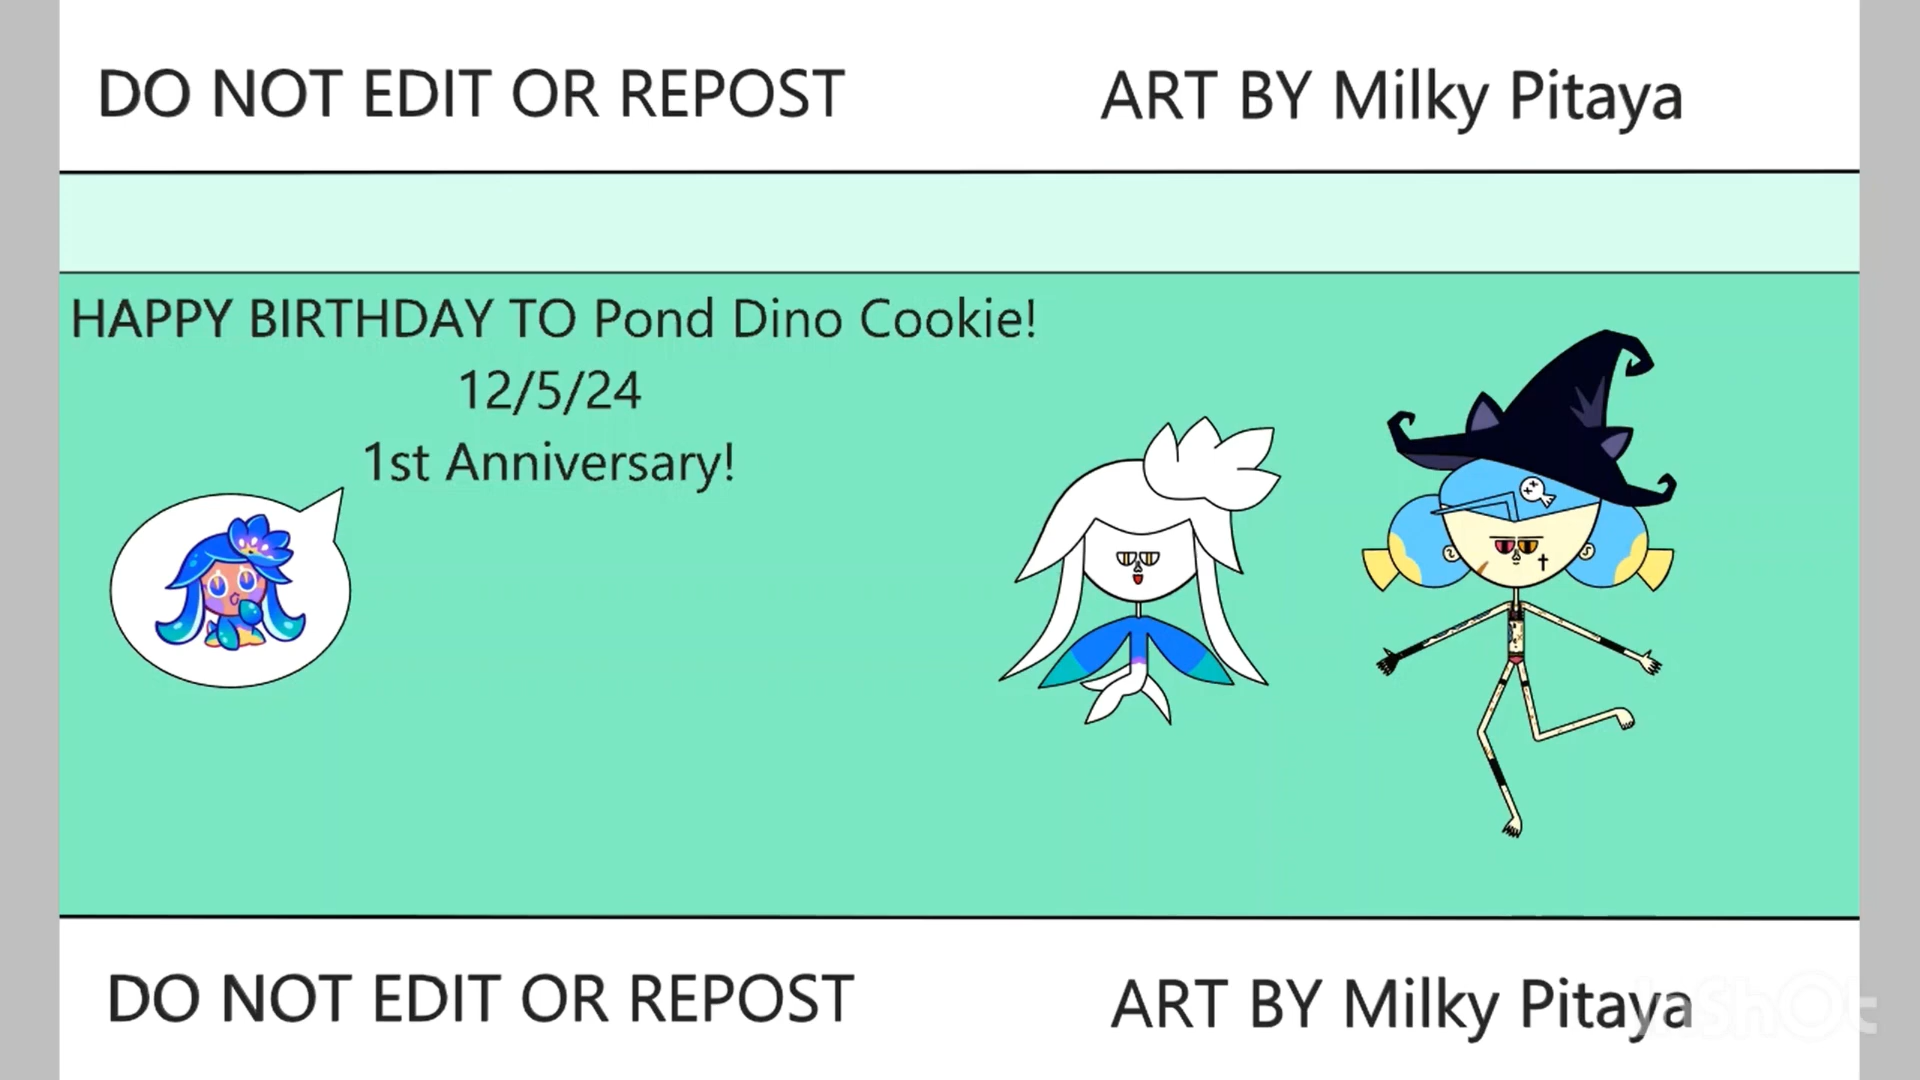 DO NOT EDIT OR REPOST
ART BY Milky Pitaya
HAPPY BIRTHDAY TO Pond Dino Cookie!
12/5/24
1st Anniversary!
DO NOT EDIT OR REPOST
ART BY Milky Pitaya
InShOt